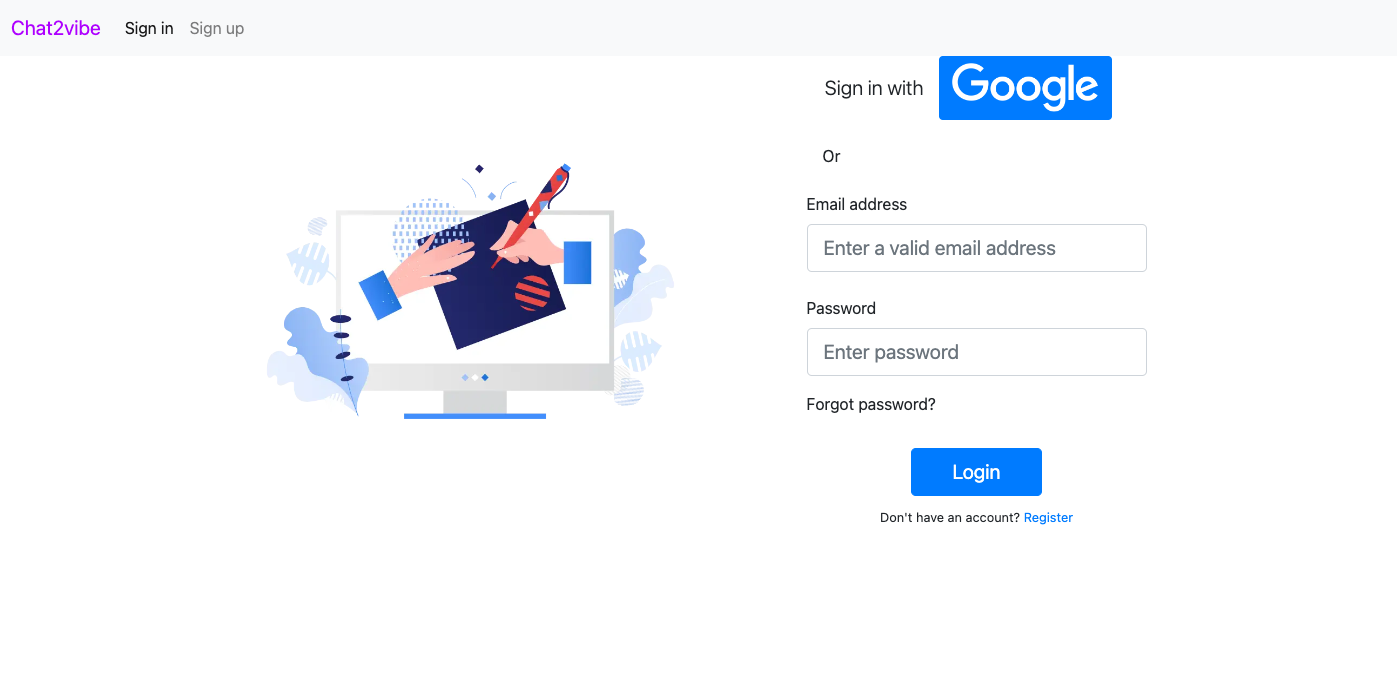 Chat2vibe Sign in Sign up
Sign in with Google
Or
Email address
Enter a valid email address
Password
Enter password
Forgot password?
Login
Don't have an account? Register